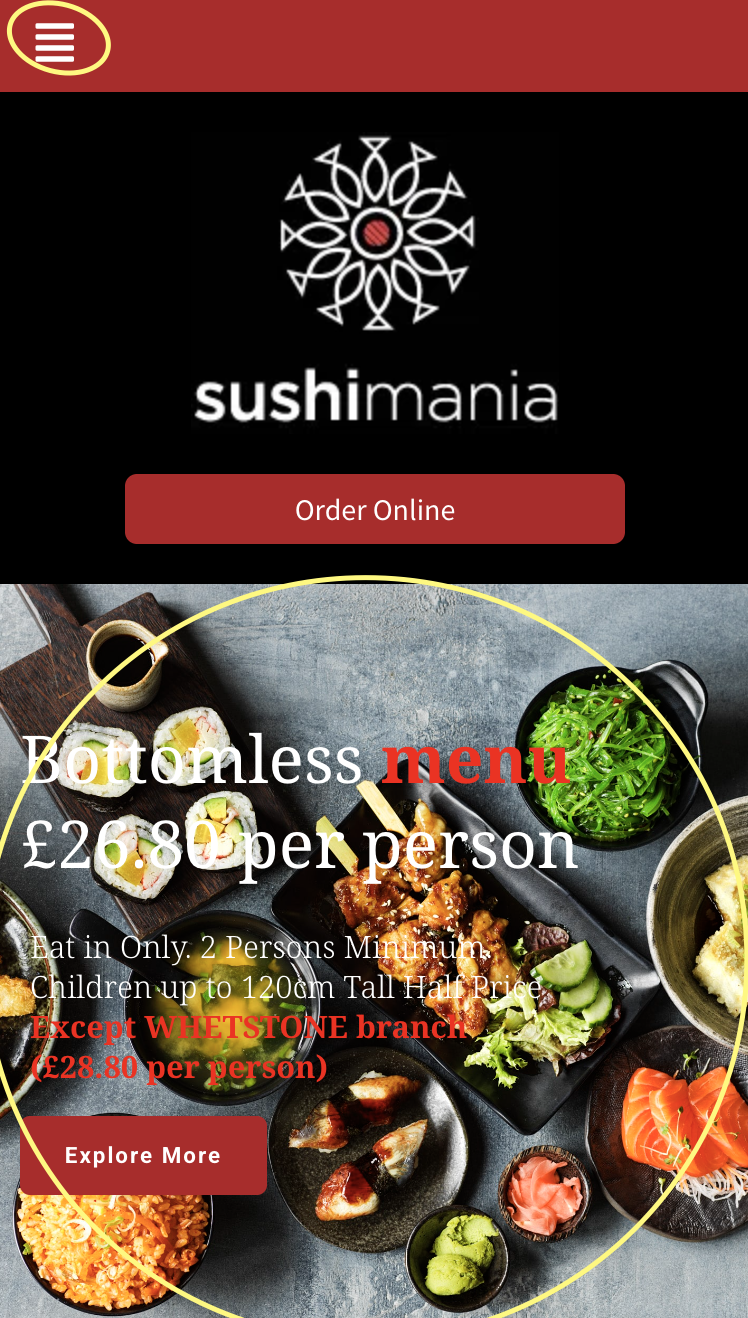 sushimania
Order Online
Bottomless menu
£26.80 per person
Eat in Only. 2 Persons Minimum,
Children up to 120cm Tall Half Price
Except WHETSTONE branch
(£28.80 per person)
Explore More